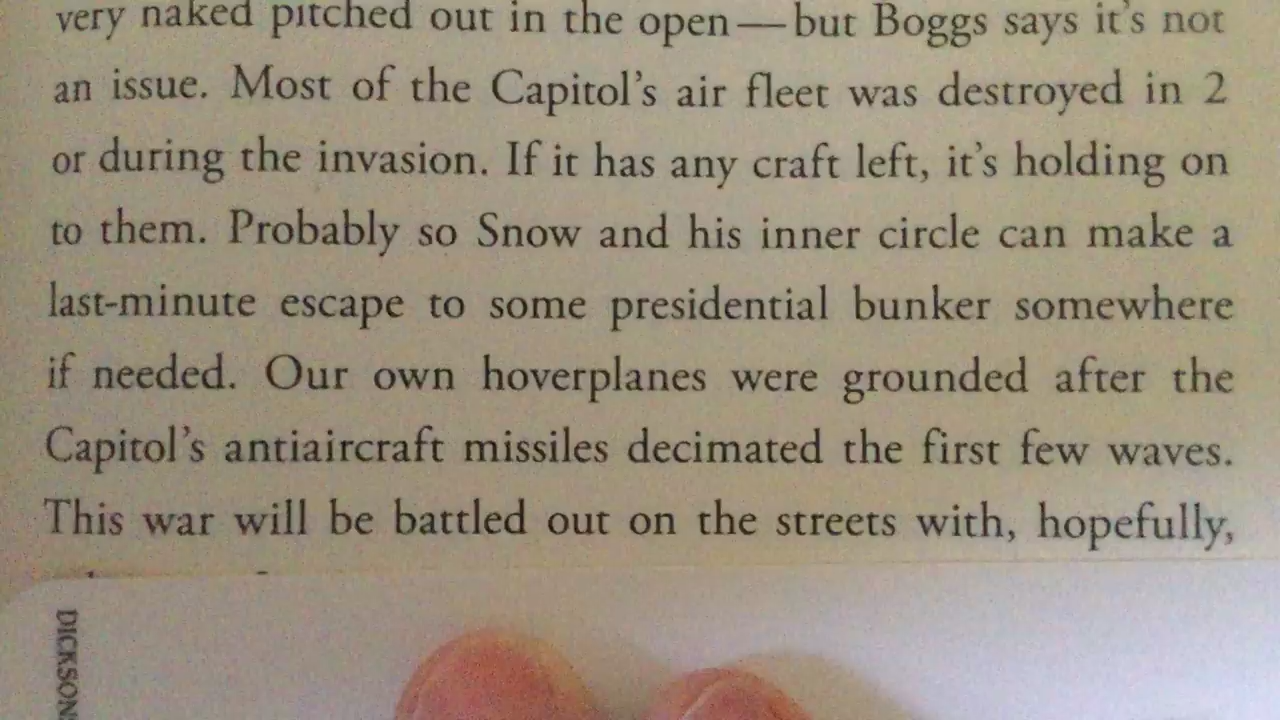 very naked pitched out in the open—but Boggs says it's not
an issue. Most of the Capitol's air fleet was destroyed in 2
or during the invasion. If it has any craft left, it's holding on
to them. Probably so Snow and his inner circle can make a
last-minute escape to some presidential bunker somewhere
if needed. Our own hoverplanes were grounded after the
Capitol's antiaircraft missiles decimated the first few waves.
This war will be battled out on the streets with, hopefully,
DICKSON